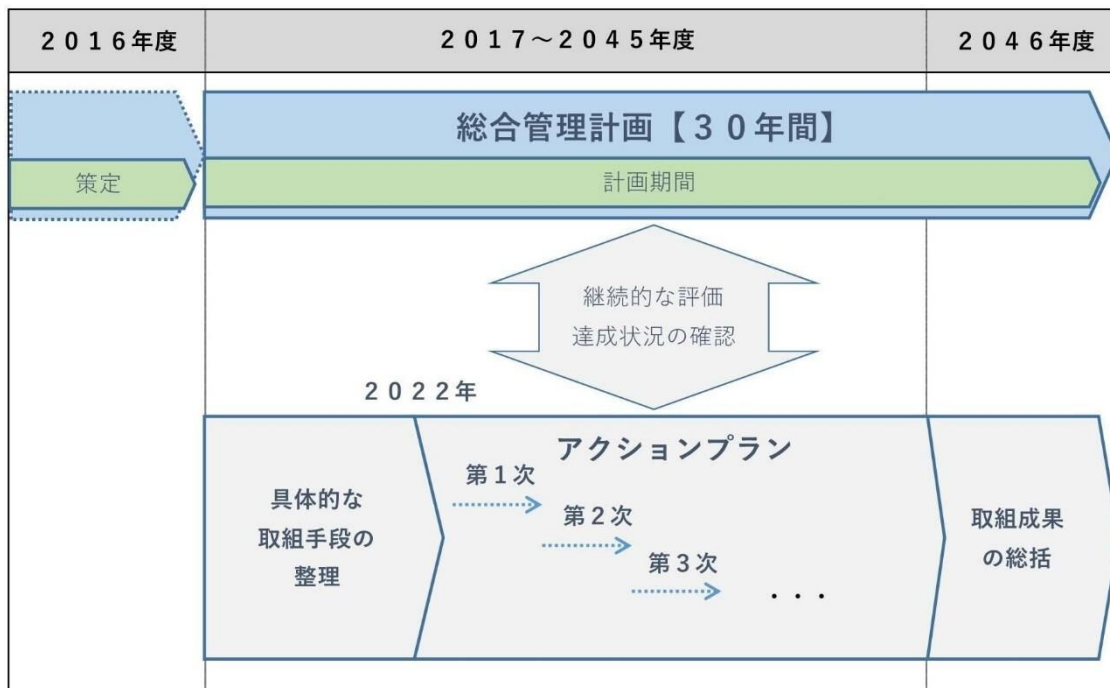 ２０１６年度
２０１７～２０４５年度
２０４６年度
総合管理計画【３０年間】
策定
計画期間
継続的な評価
達成状況の確認
２０２２年
アクションプラン
具体的な
取組手段の
整理
第１次
第２次
第３次
・・・
取組成果
の総括